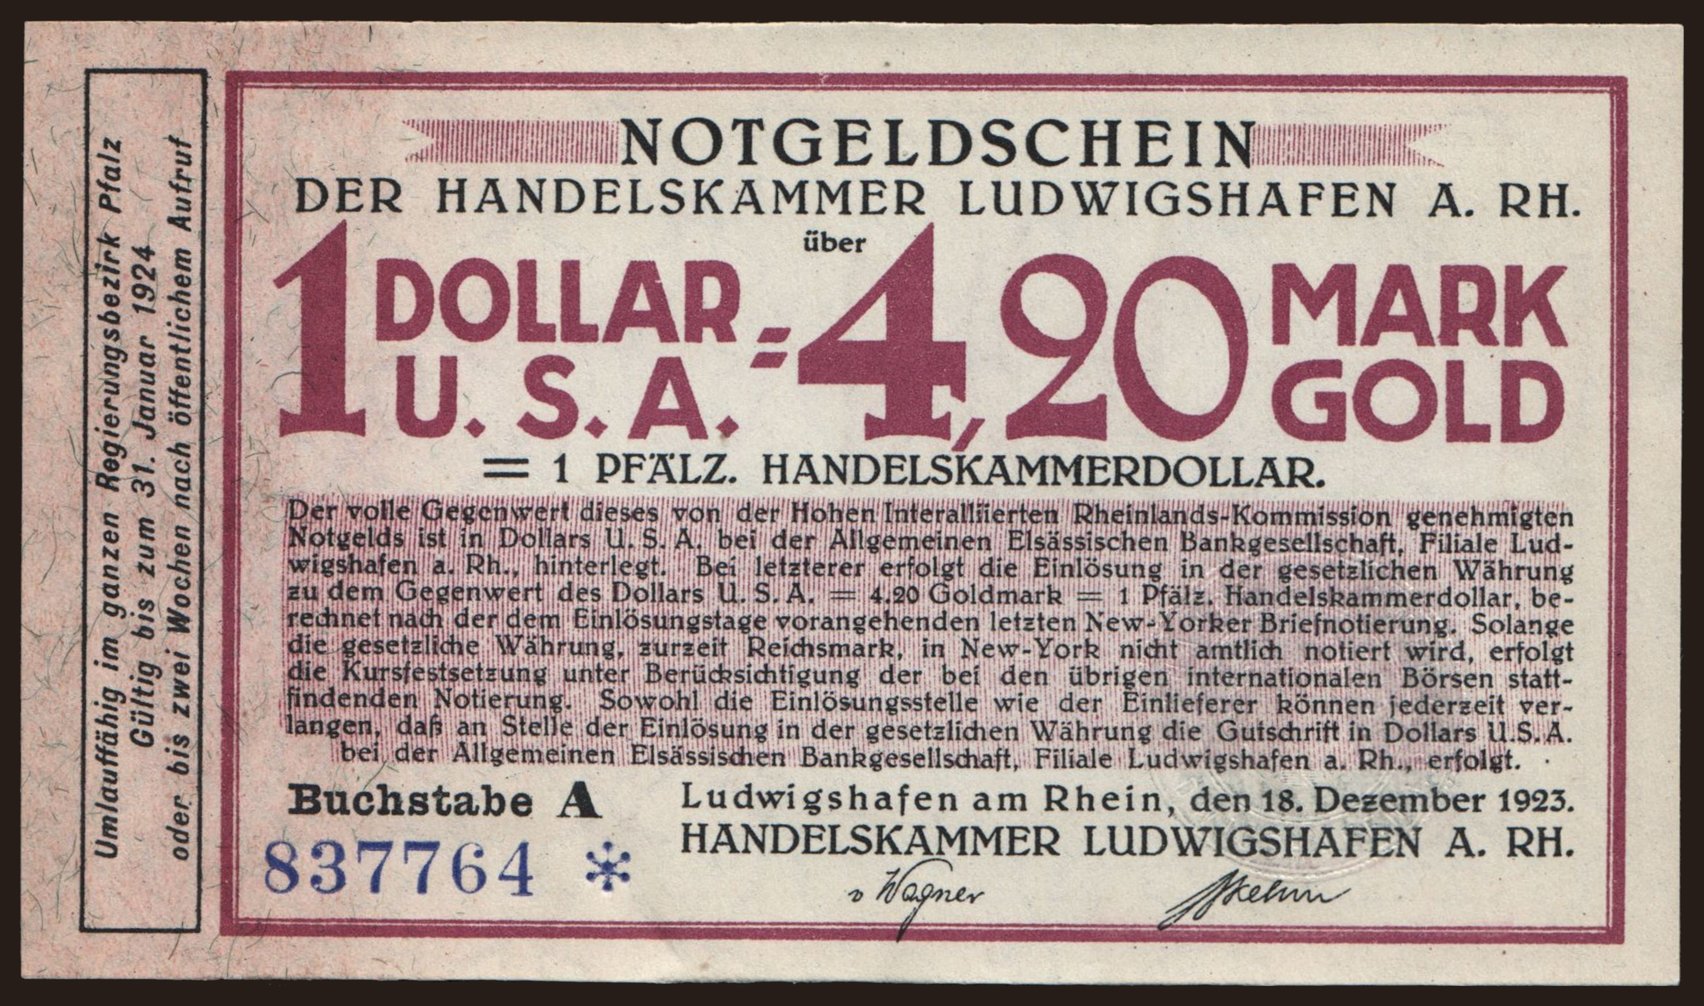 Umlauffähig im ganzen Regierungsbezirk Pfalz
Gültig bis zum 31. Januar 1924
oder bis zwei Wochen nach öffentlichem Aufruf
NOTGELDSCHEIN
DER HANDELSKAMMER LUDWIGSHAFEN A. RH.
über
1 DOLLAR U. S. A. = 4,20 MARK GOLD
= 1 PFÄLZ. HANDELSKAMMERDOLLAR.
Der volle Gegenwert dieses von der Hohen Interalliierten Rheinlands-Kommission genehmigten
Notgelds ist in Dollars U. S. A. bei der Allgemeinen Elsässischen Bankgesellschaft, Filiale Lud-
wigshafen a. Rh., hinterlegt. Bei letzterer erfolgt die Einlösung in der gesetzlichen Währung
zu dem Gegenwert des Dollars U. S. A. = 4.20 Goldmark = 1 Pfälz. Handelskammerdollar, be-
rechnet nach der dem Einlösungstage vorangehenden letzten New-Yorker Briefnotierung. Solange
die gesetzliche Währung, zurzeit Reichsmark, in New-York nicht amtlich notiert wird, erfolgt
die Kursfestsetzung unter Berücksichtigung der bei den übrigen internationalen Börsen statt-
findenden Notierung. Sowohl die Einlösungsstelle wie der Einlieferer können jederzeit ver-
langen, daß an Stelle der Einlösung in der gesetzlichen Währung die Gutschrift in Dollars U.S.A.
bei der Allgemeinen Elsässischen Bankgesellschaft, Filiale Ludwigshafen a. Rh., erfolgt.
Buchstabe A
837764 *
Ludwigshafen am Rhein, den 18. Dezember 1923.
HANDELSKAMMER LUDWIGSHAFEN A. RH.
v Wagner